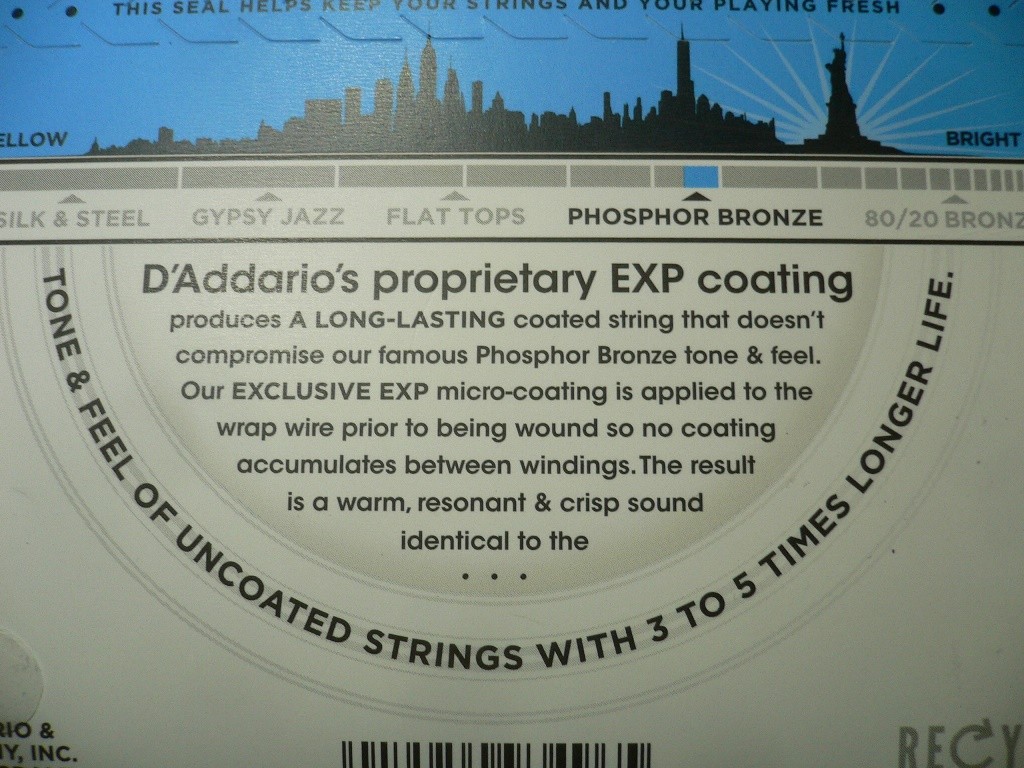 THIS SEAL HELPS KEEP YOUR STRINGS AND YOUR PLAYING FRESH
ELLOW
BRIGHT
SILK & STEEL
GYPSY JAZZ
FLAT TOPS
PHOSPHOR BRONZE
80/20 BRONZ
D'Addario's proprietary EXP coating
produces A LONG-LASTING coated string that doesn't
compromise our famous Phosphor Bronze tone & feel.
Our EXCLUSIVE EXP micro-coating is applied to the
wrap wire prior to being wound so no coating
accumulates between windings. The result
is a warm, resonant & crisp sound
identical to the
. . .
TONE & FEEL OF UNCOATED STRINGS WITH 3 TO 5 TIMES LONGER LIFE.
RIO &
Y, INC.
RECY